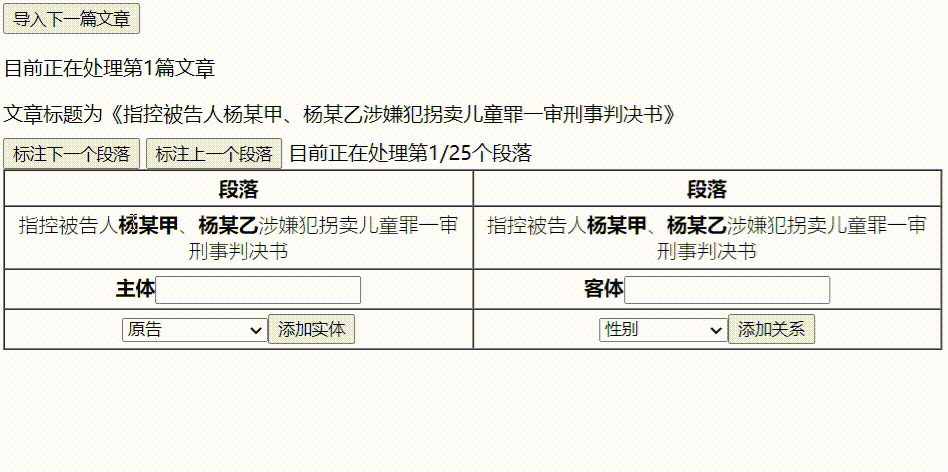 导入下一篇文章
目前正在处理第1篇文章
文章标题为《指控被告人杨某甲、杨某乙涉嫌犯拐卖儿童罪一审刑事判决书》
标注下一个段落 标注上一个段落 目前正在处理第1/25个段落
段落 段落
指控被告人杨某甲、杨某乙涉嫌犯拐卖儿童罪一审 指控被告人杨某甲、杨某乙涉嫌犯拐卖儿童罪一审
刑事判决书 刑事判决书
主体 客体
原告 添加实体 性别 添加关系